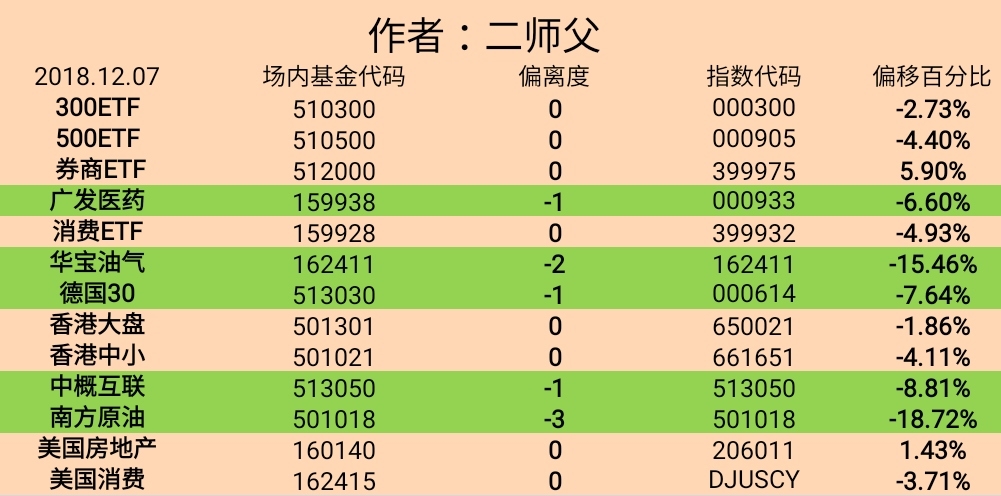 作者：二师父
2018.12.07 场内基金代码 偏离度 指数代码 偏移百分比
300ETF 510300 0 000300 -2.73%
500ETF 510500 0 000905 -4.40%
券商ETF 512000 0 399975 5.90%
广发医药 159938 -1 000933 -6.60%
消费ETF 159928 0 399932 -4.93%
华宝油气 162411 -2 162411 -15.46%
德国30 513030 -1 000614 -7.64%
香港大盘 501301 0 650021 -1.86%
香港中小 501021 0 661651 -4.11%
中概互联 513050 -1 513050 -8.81%
南方原油 501018 -3 501018 -18.72%
美国房地产 160140 0 206011 1.43%
美国消费 162415 0 DJUSCY -3.71%